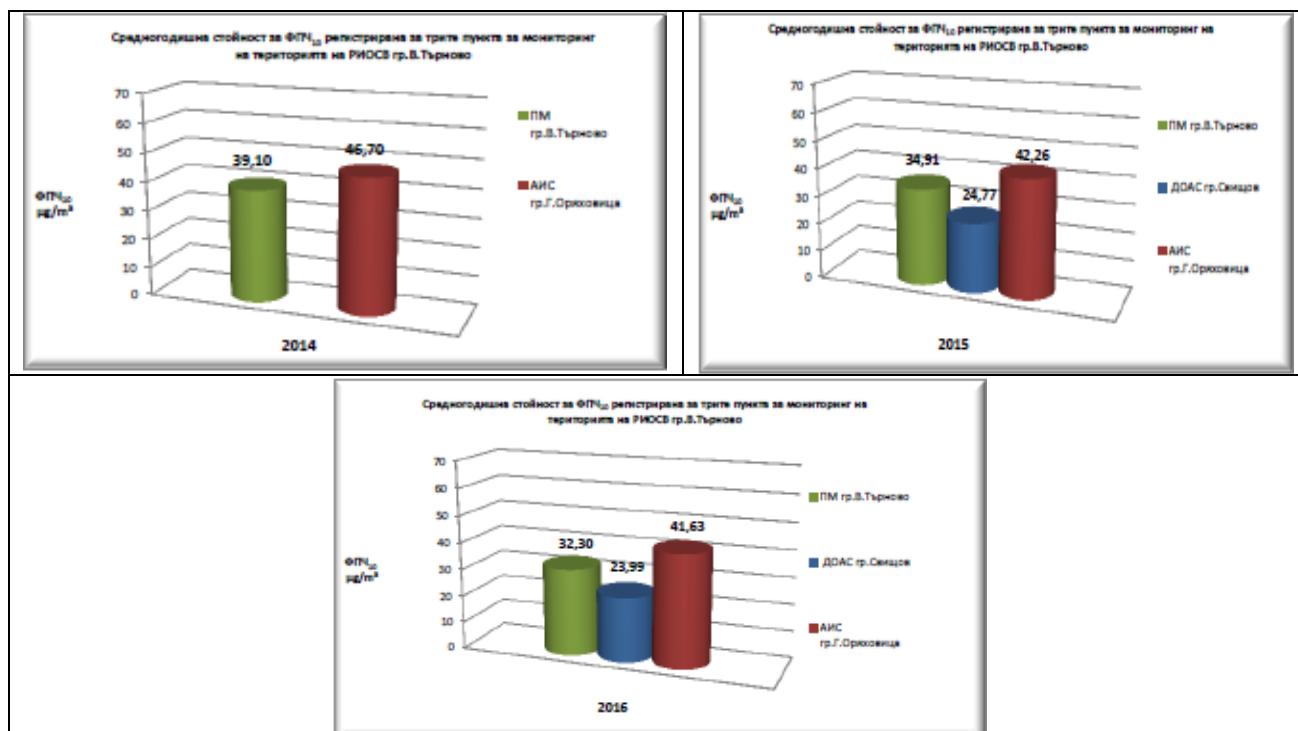 Средногодишна стойност за ФПЧ₁₀ регистрирана за трите пункта за мониторинг
на територията на РИОСВ гр.В.Търново
70
60
50
40
30
20
10
0
ФПЧ₁₀
µg/m³
39,10
46,70
ПМ
гр.В.Търново
АИС
гр.Г.Оряховица
2014
Средногодишна стойност за ФПЧ₁₀ регистрирана за трите пункта за мониторинг на
територията на РИОСВ гр.В.Търново
70
60
50
40
30
20
10
0
ФПЧ₁₀
µg/m³
34,91
24,77
42,26
ПМ гр.В.Търново
ДОАС гр.Свищов
АИС
гр.Г.Оряховица
2015
Средногодишна стойност за ФПЧ₁₀ регистрирана за трите пункта за мониторинг на
територията на РИОСВ гр.В.Търново
70
60
50
40
30
20
10
0
ФПЧ₁₀
µg/m³
32,30
23,99
41,63
ПМ гр.В.Търново
ДОАС гр.Свищов
АИС
гр.Г.Оряховица
2016